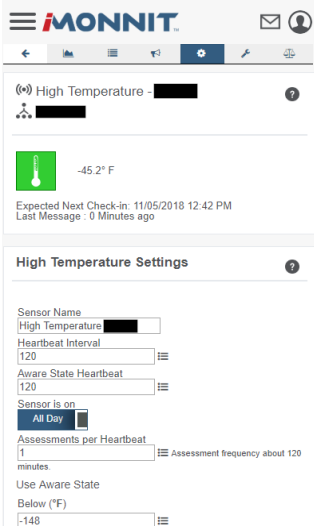 iMONNIT™
High Temperature -
-45.2° F
Expected Next Check-in: 11/05/2018 12:42 PM
Last Message : 0 Minutes ago
High Temperature Settings
Sensor Name
High Temperature
Heartbeat Interval
120
Aware State Heartbeat
120
Sensor is on
All Day
Assessments per Heartbeat
1 Assessment frequency about 120
minutes.
Use Aware State
Below (°F)
-148